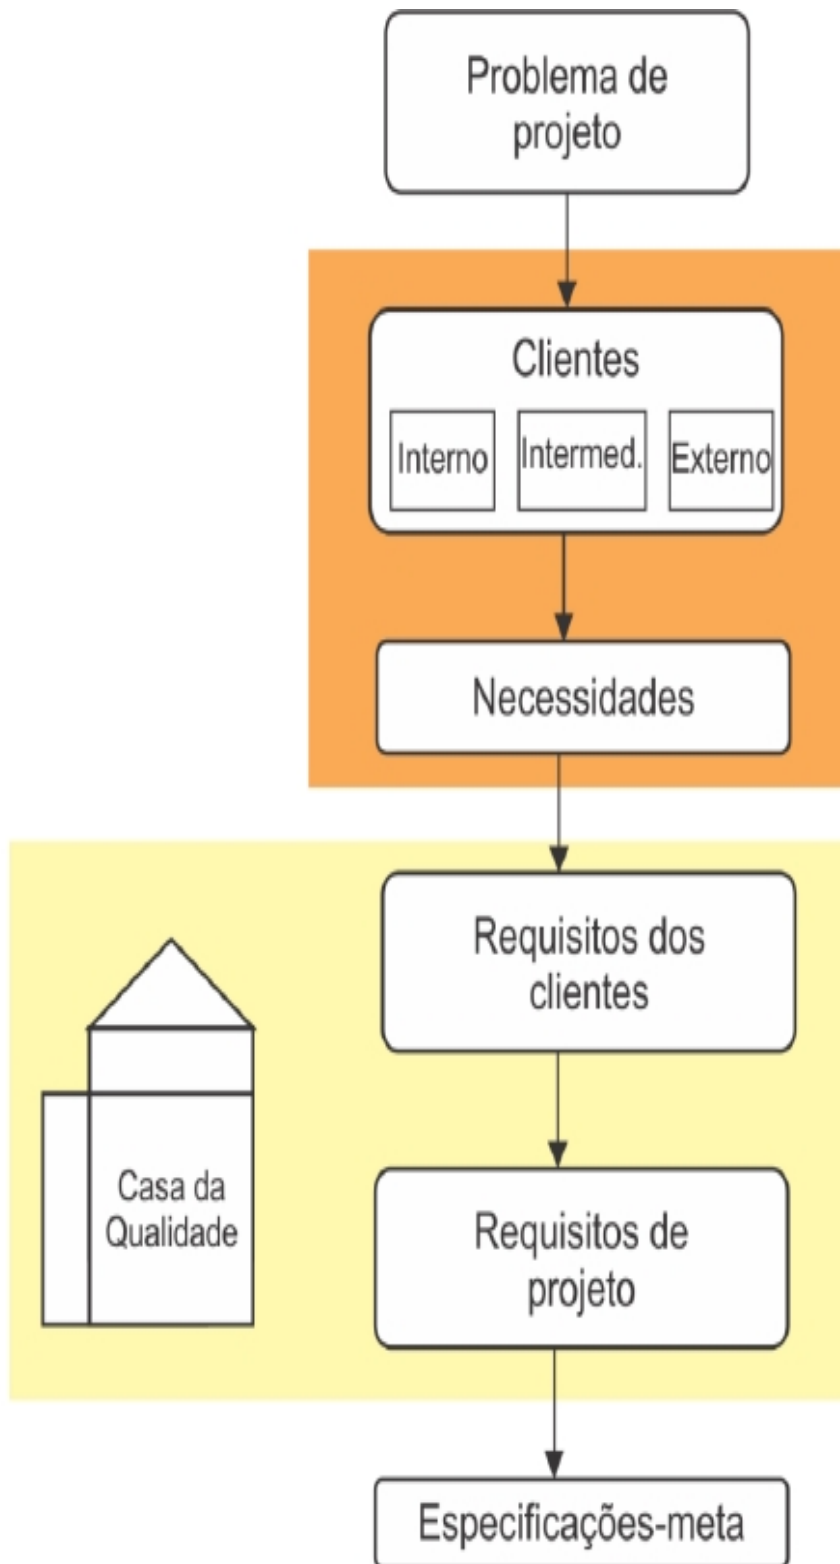 Problema de
projeto
Clientes
Interno
Intermed.
Externo
Necessidades
Requisitos dos
clientes
Casa da
Qualidade
Requisitos de
projeto
Especificações-meta